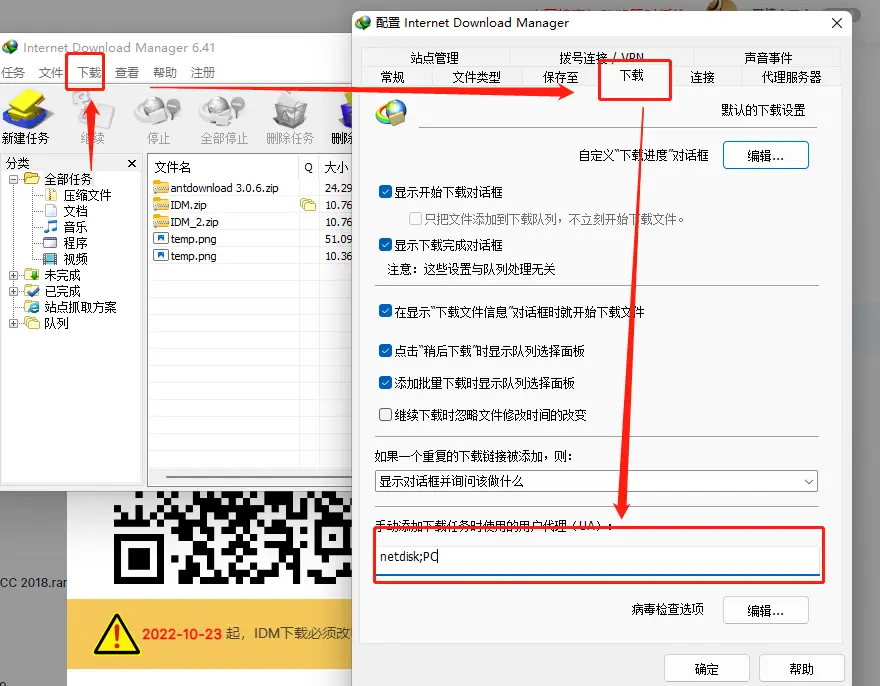 Internet Download Manager 6.41
任务 文件 下载 查看 帮助 注册
新建任务 继续 停止 全部停止 删除任务 删除
分类
全部任务
压缩文件
文档
音乐
程序
视频
未完成
已完成
站点抓取方案
队列
文件名 Q 大小
antdownload 3.0.6.zip 24.29
IDM.zip 10.76
IDM_2.zip 10.76
temp.png 51.09
temp.png 10.36
CC 2018.rar
2022-10-23 起，IDM下载必须改
配置 Internet Download Manager
站点管理 拨号连接 / VPN 声音事件
常规 文件类型 保存至 下载 连接 代理服务器
默认的下载设置
自定义“下载进度”对话框 编辑...
显示开始下载对话框
只把文件添加到下载队列，不立刻开始下载文件。
显示下载完成对话框
注意：这些设置与队列处理无关
在显示“下载文件信息”对话框时就开始下载文件
点击“稍后下载”时显示队列选择面板
添加批量下载时显示队列选择面板
继续下载时忽略文件修改时间的改变
如果一个重复的下载链接被添加，则：
显示对话框并询问该做什么
手动添加下载任务时使用的用户代理（UA）：
netdisk;PC
病毒检查选项 编辑...
确定 帮助